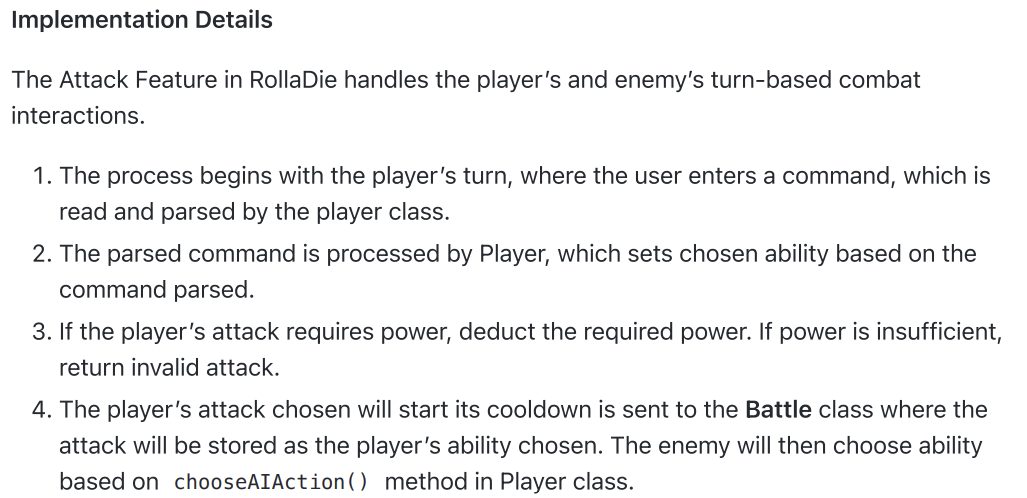 Implementation Details
The Attack Feature in RollaDie handles the player’s and enemy’s turn-based combat
interactions.
1. The process begins with the player’s turn, where the user enters a command, which is
read and parsed by the player class.
2. The parsed command is processed by Player, which sets chosen ability based on the
command parsed.
3. If the player’s attack requires power, deduct the required power. If power is insufficient,
return invalid attack.
4. The player’s attack chosen will start its cooldown is sent to the Battle class where the
attack will be stored as the player’s ability chosen. The enemy will then choose ability
based on chooseAIAction() method in Player class.